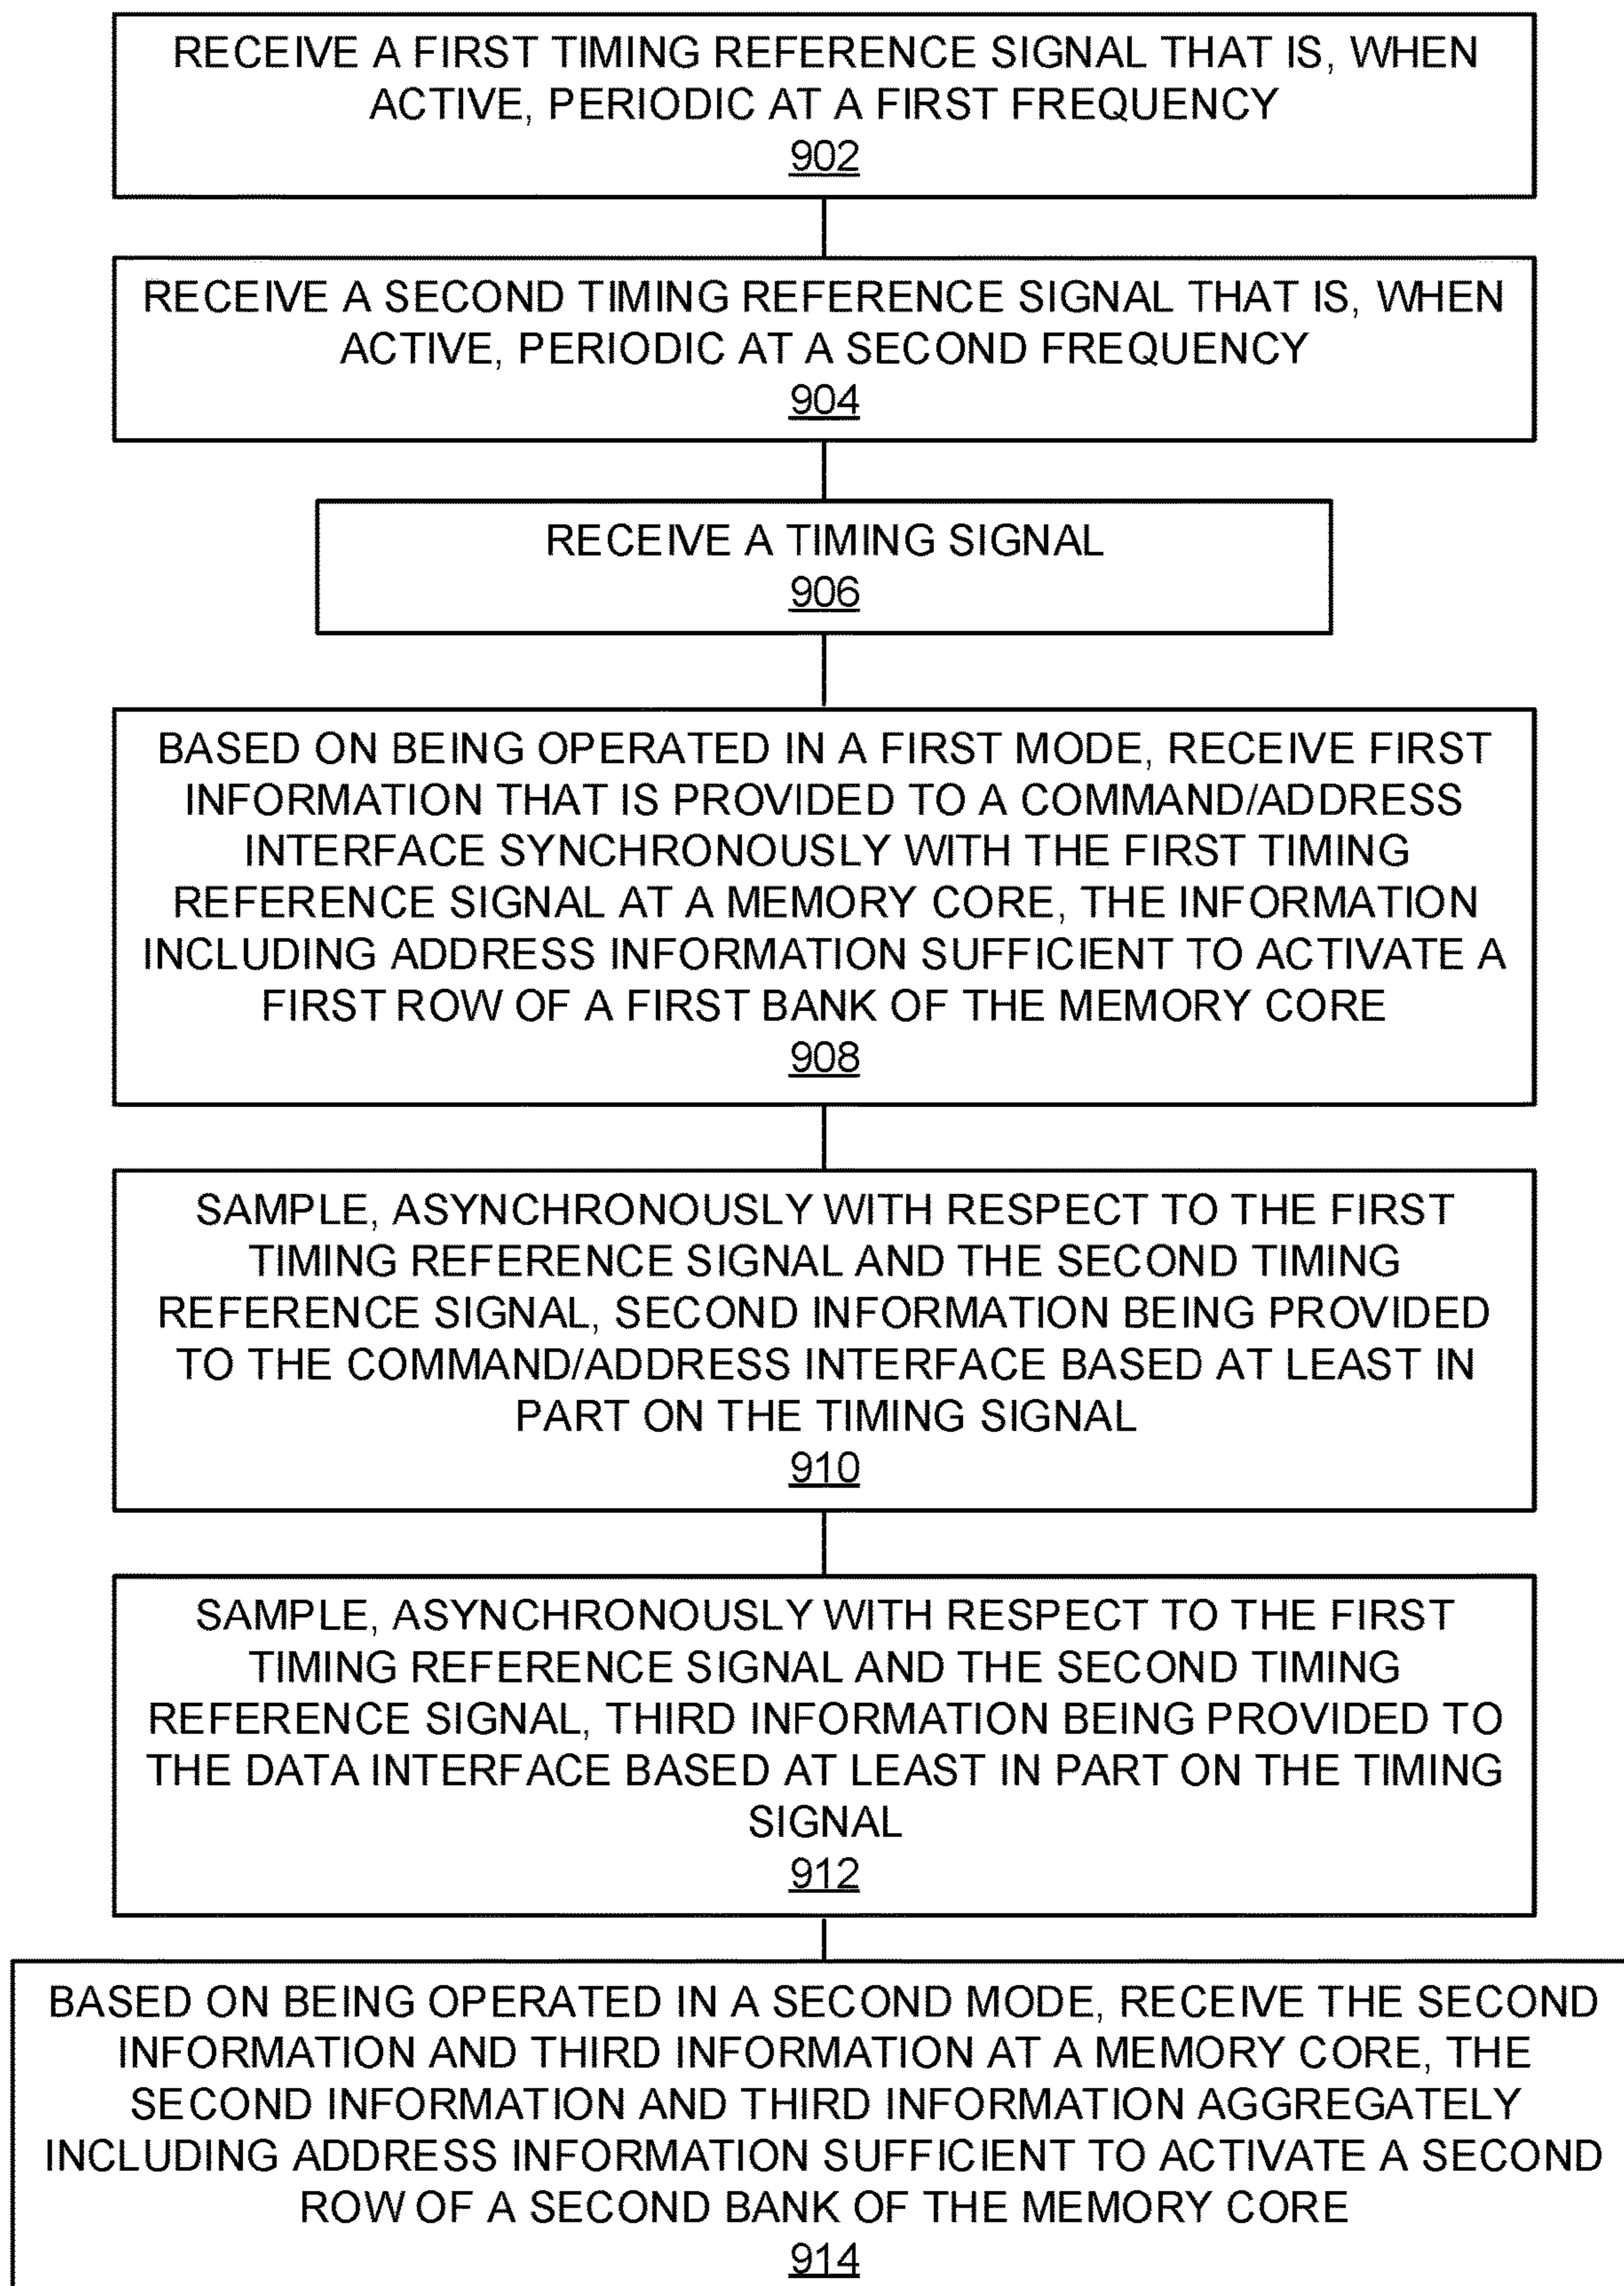 RECEIVE A FIRST TIMING REFERENCE SIGNAL THAT IS, WHEN
ACTIVE, PERIODIC AT A FIRST FREQUENCY
902
RECEIVE A SECOND TIMING REFERENCE SIGNAL THAT IS, WHEN
ACTIVE, PERIODIC AT A SECOND FREQUENCY
904
RECEIVE A TIMING SIGNAL
906
BASED ON BEING OPERATED IN A FIRST MODE, RECEIVE FIRST
INFORMATION THAT IS PROVIDED TO A COMMAND/ADDRESS
INTERFACE SYNCHRONOUSLY WITH THE FIRST TIMING
REFERENCE SIGNAL AT A MEMORY CORE, THE INFORMATION
INCLUDING ADDRESS INFORMATION SUFFICIENT TO ACTIVATE A
FIRST ROW OF A FIRST BANK OF THE MEMORY CORE
908
SAMPLE, ASYNCHRONOUSLY WITH RESPECT TO THE FIRST
TIMING REFERENCE SIGNAL AND THE SECOND TIMING
REFERENCE SIGNAL, SECOND INFORMATION BEING PROVIDED
TO THE COMMAND/ADDRESS INTERFACE BASED AT LEAST IN
PART ON THE TIMING SIGNAL
910
SAMPLE, ASYNCHRONOUSLY WITH RESPECT TO THE FIRST
TIMING REFERENCE SIGNAL AND THE SECOND TIMING
REFERENCE SIGNAL, THIRD INFORMATION BEING PROVIDED TO
THE DATA INTERFACE BASED AT LEAST IN PART ON THE TIMING
SIGNAL
912
BASED ON BEING OPERATED IN A SECOND MODE, RECEIVE THE SECOND
INFORMATION AND THIRD INFORMATION AT A MEMORY CORE, THE
SECOND INFORMATION AND THIRD INFORMATION AGGREGATELY
INCLUDING ADDRESS INFORMATION SUFFICIENT TO ACTIVATE A SECOND
ROW OF A SECOND BANK OF THE MEMORY CORE
914